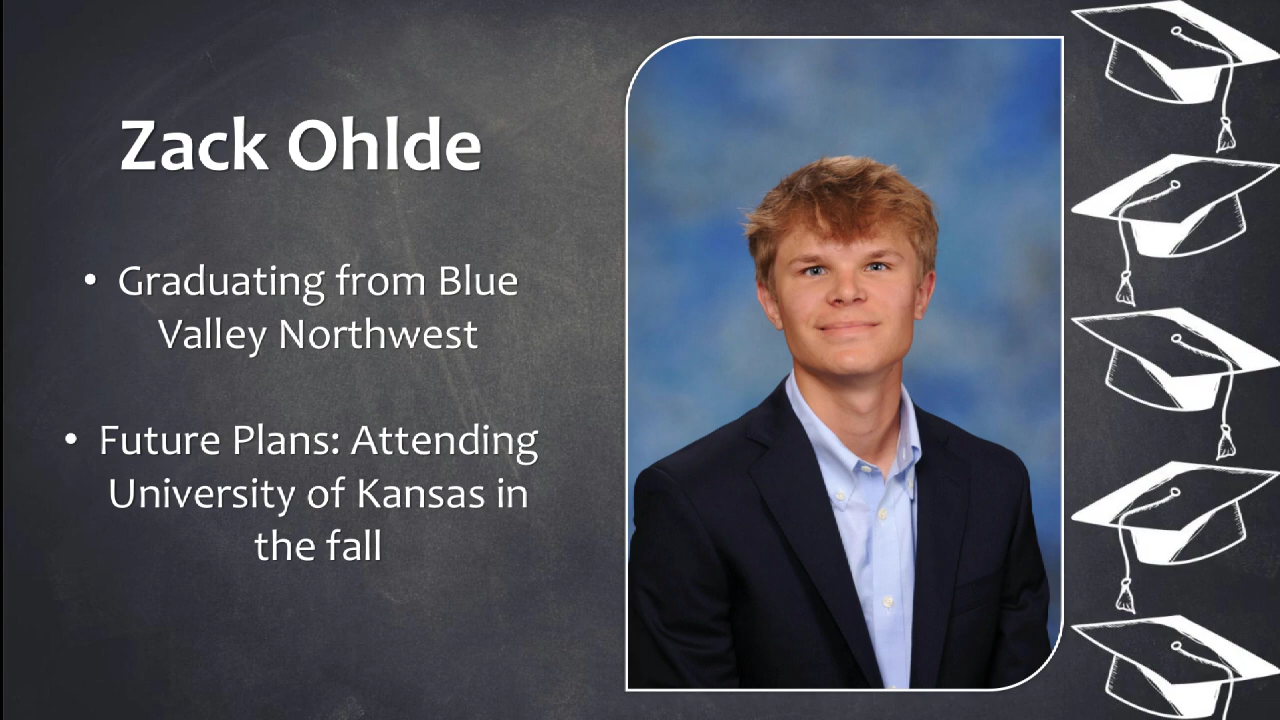 Zack Ohlde
• Graduating from Blue
Valley Northwest
• Future Plans: Attending
University of Kansas in
the fall